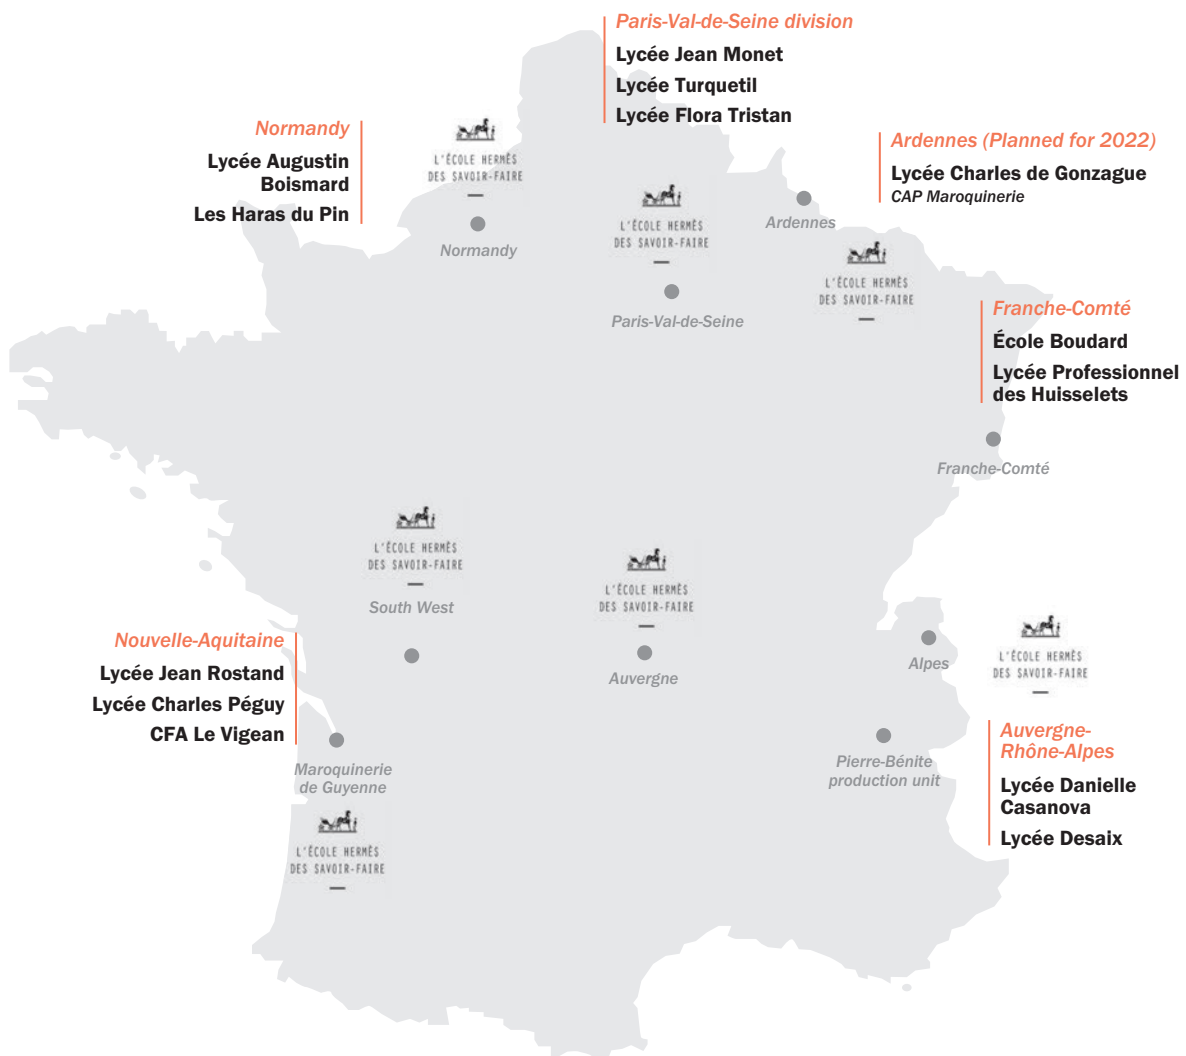 Paris-Val-de-Seine division
Lycée Jean Monet
Lycée Turquetil
Lycée Flora Tristan
Normandy
Lycée Augustin
Boismard
Les Haras du Pin
L'ÉCOLE HERMÈS
DES SAVOIR-FAIRE
Normandy
Ardennes (Planned for 2022)
Lycée Charles de Gonzague
CAP Maroquinerie
Ardennes
L'ÉCOLE HERMÈS
DES SAVOIR-FAIRE
Paris-Val-de-Seine
L'ÉCOLE HERMÈS
DES SAVOIR-FAIRE
Franche-Comté
École Boudard
Lycée Professionnel
des Huisselets
Franche-Comté
L'ÉCOLE HERMÈS
DES SAVOIR-FAIRE
South West
L'ÉCOLE HERMÈS
DES SAVOIR-FAIRE
Auvergne
Nouvelle-Aquitaine
Lycée Jean Rostand
Lycée Charles Péguy
CFA Le Vigean
Alpes
L'ÉCOLE HERMÈS
DES SAVOIR-FAIRE
Maroquinerie
de Guyenne
L'ÉCOLE HERMÈS
DES SAVOIR-FAIRE
Pierre-Bénite
production unit
Auvergne-
Rhône-Alpes
Lycée Danielle
Casanova
Lycée Desaix